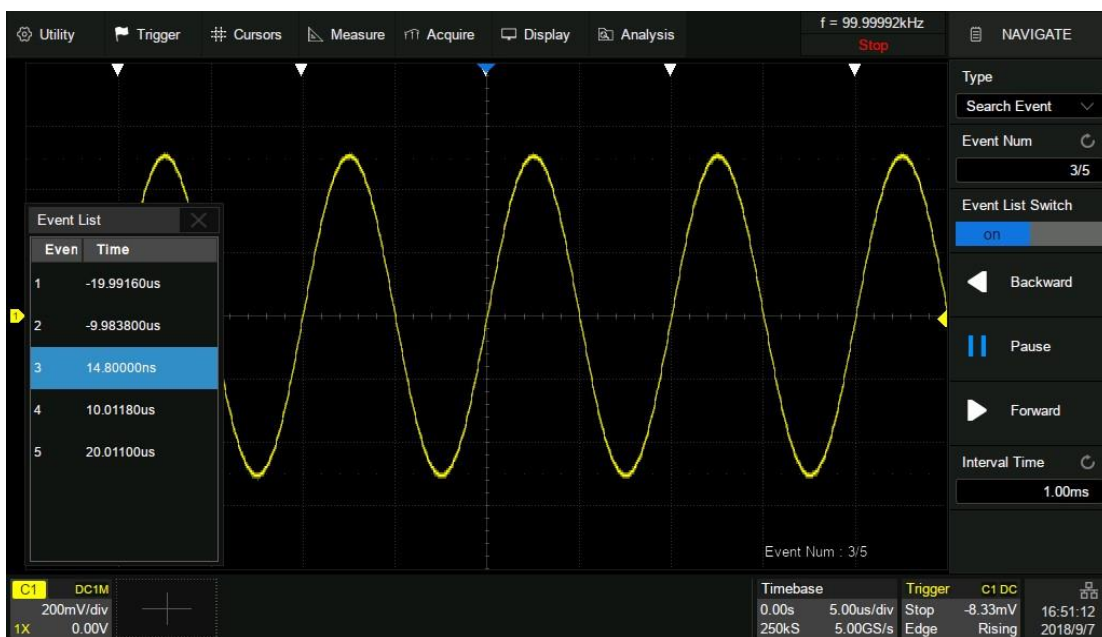 Utility Trigger Cursors Measure Acquire Display Analysis
f = 99.99992kHz
Stop
NAVIGATE
Type
Search Event
Event Num
3/5
Event List Switch
on
Backward
Pause
Forward
Interval Time
1.00ms
Event List
Even Time
1 -19.99160us
2 -9.983800us
3 14.80000ns
4 10.01180us
5 20.01100us
1
Event Num : 3/5
C1 DC1M
200mV/div
1X 0.00V
Timebase
0.00s 5.00us/div
250kS 5.00GS/s
Trigger C1 DC
Stop -8.33mV
Edge Rising
16:51:12
2018/9/7